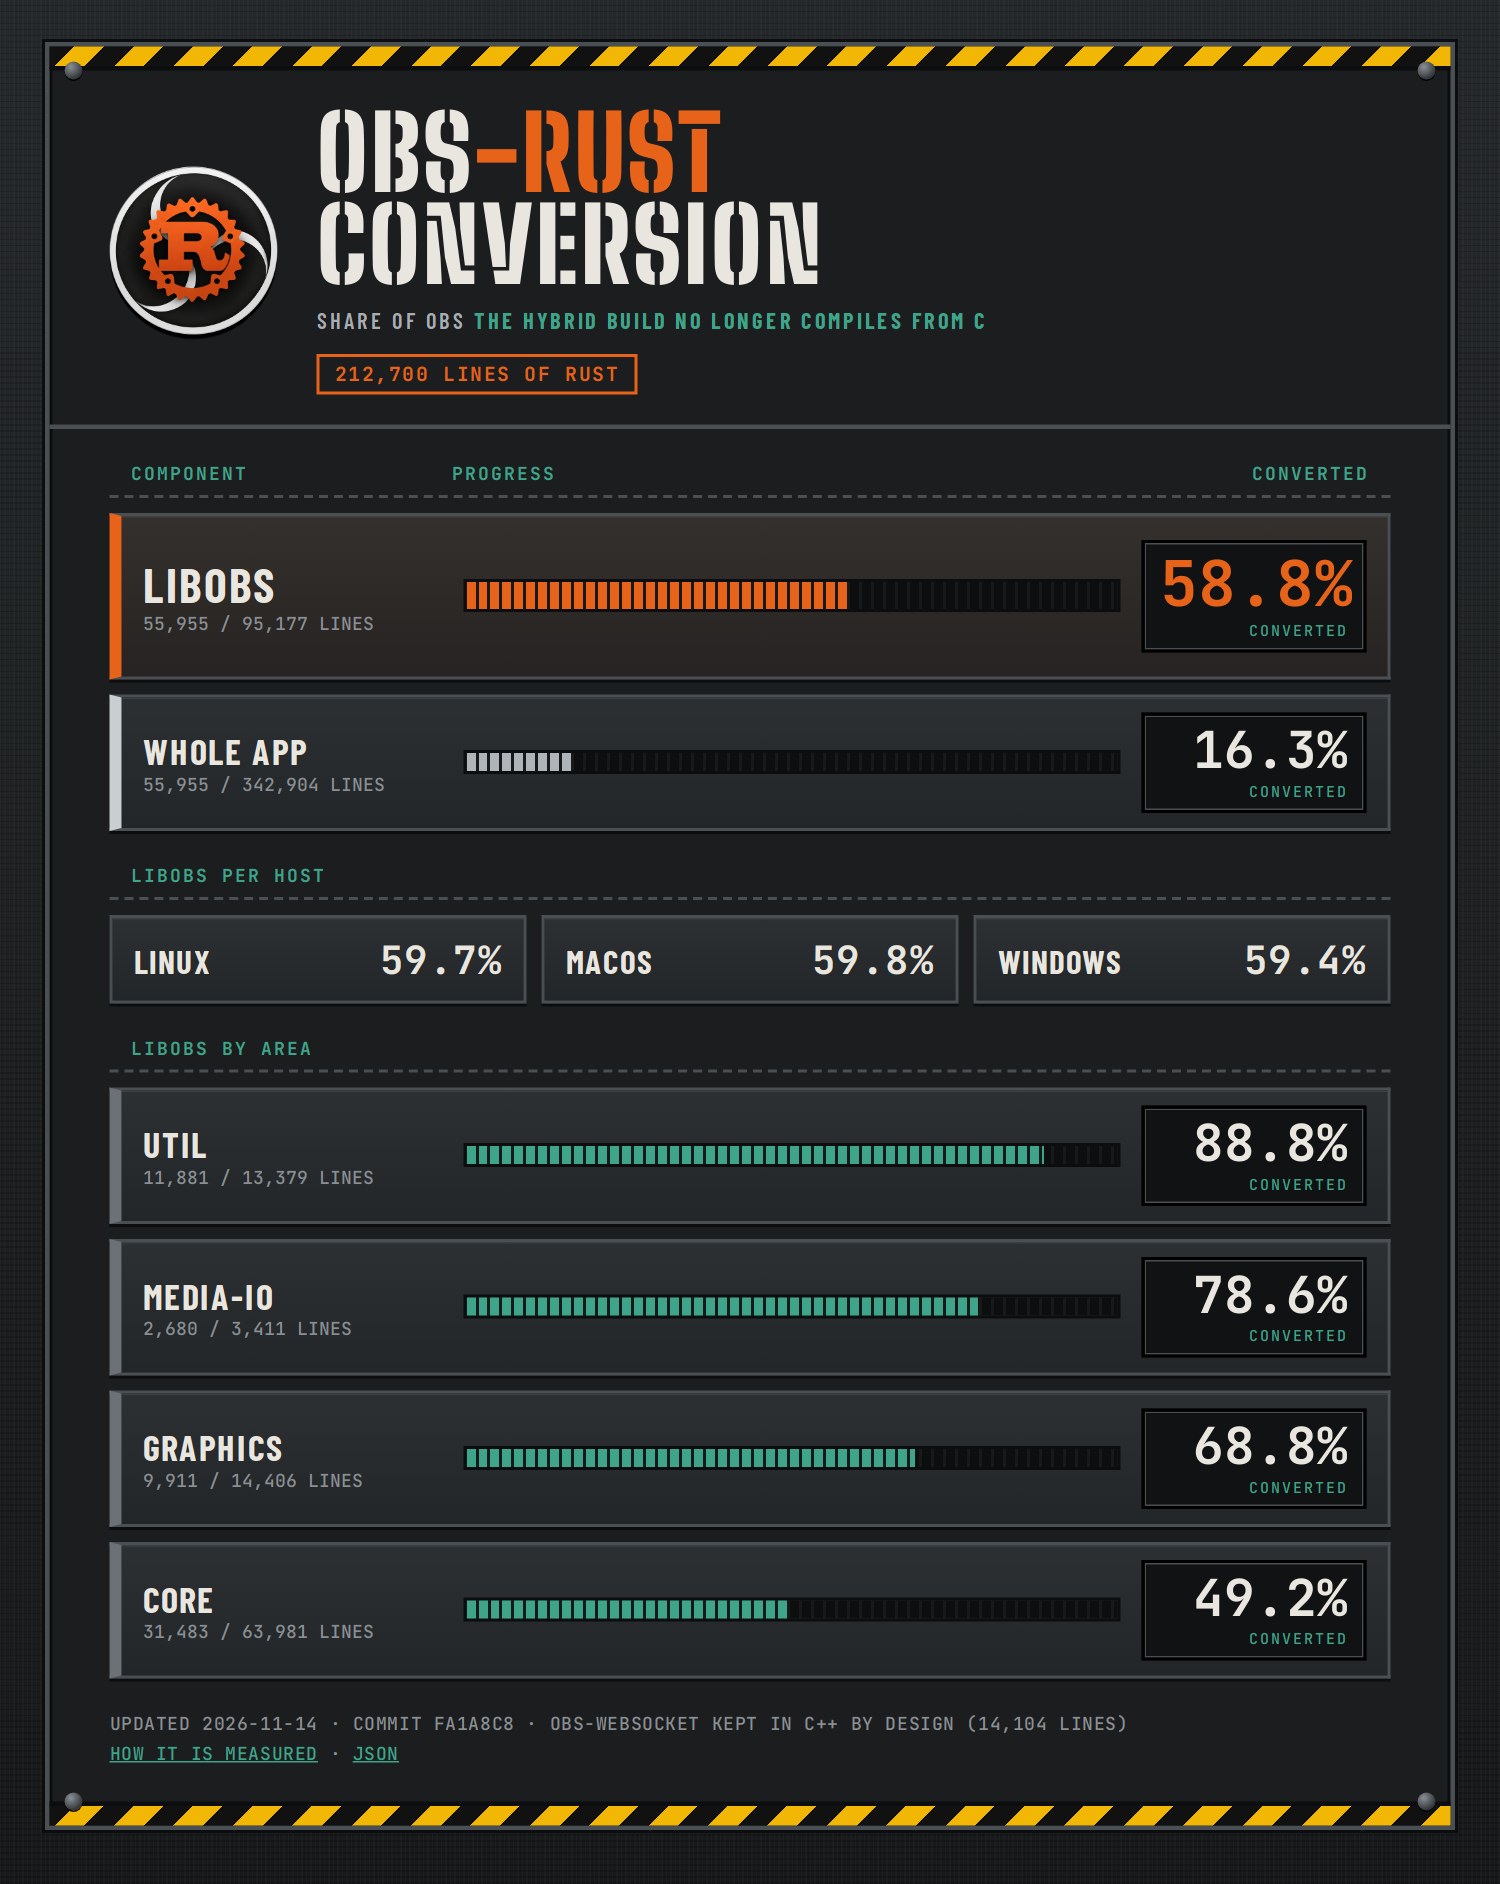 OBS-RUST
CONVERSION
SHARE OF OBS THE HYBRID BUILD NO LONGER COMPILES FROM C
212,700 LINES OF RUST
R
COMPONENT PROGRESS CONVERTED
LIBOBS
55,955 / 95,177 LINES
58.8%
CONVERTED
WHOLE APP
55,955 / 342,904 LINES
16.3%
CONVERTED
LIBOBS PER HOST
LINUX 59.7%
MACOS 59.8%
WINDOWS 59.4%
LIBOBS BY AREA
UTIL
11,881 / 13,379 LINES
88.8%
CONVERTED
MEDIA-IO
2,680 / 3,411 LINES
78.6%
CONVERTED
GRAPHICS
9,911 / 14,406 LINES
68.8%
CONVERTED
CORE
31,483 / 63,981 LINES
49.2%
CONVERTED
UPDATED 2026-11-14 · COMMIT FA1A8C8 · OBS-WEBSOCKET KEPT IN C++ BY DESIGN (14,104 LINES)
HOW IT IS MEASURED · JSON